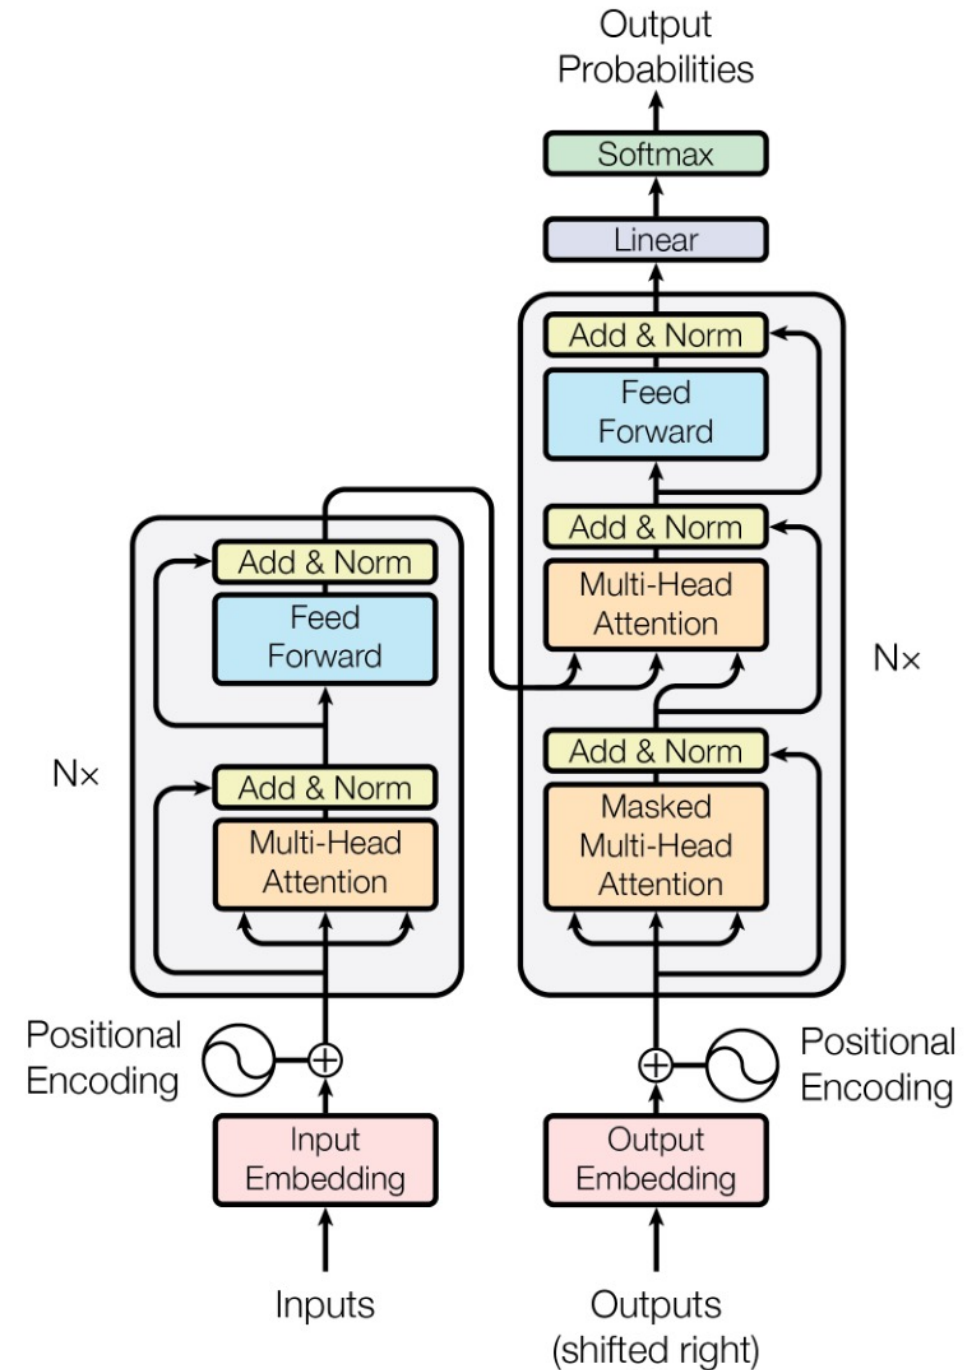 Output
Probabilities
Softmax
Linear
Add & Norm
Feed
Forward
Add & Norm
Multi-Head
Attention
Nx
Add & Norm
Masked
Multi-Head
Attention
Add & Norm
Feed
Forward
Nx
Add & Norm
Multi-Head
Attention
Positional
Encoding
Positional
Encoding
Input
Embedding
Output
Embedding
Inputs
Outputs
(shifted right)